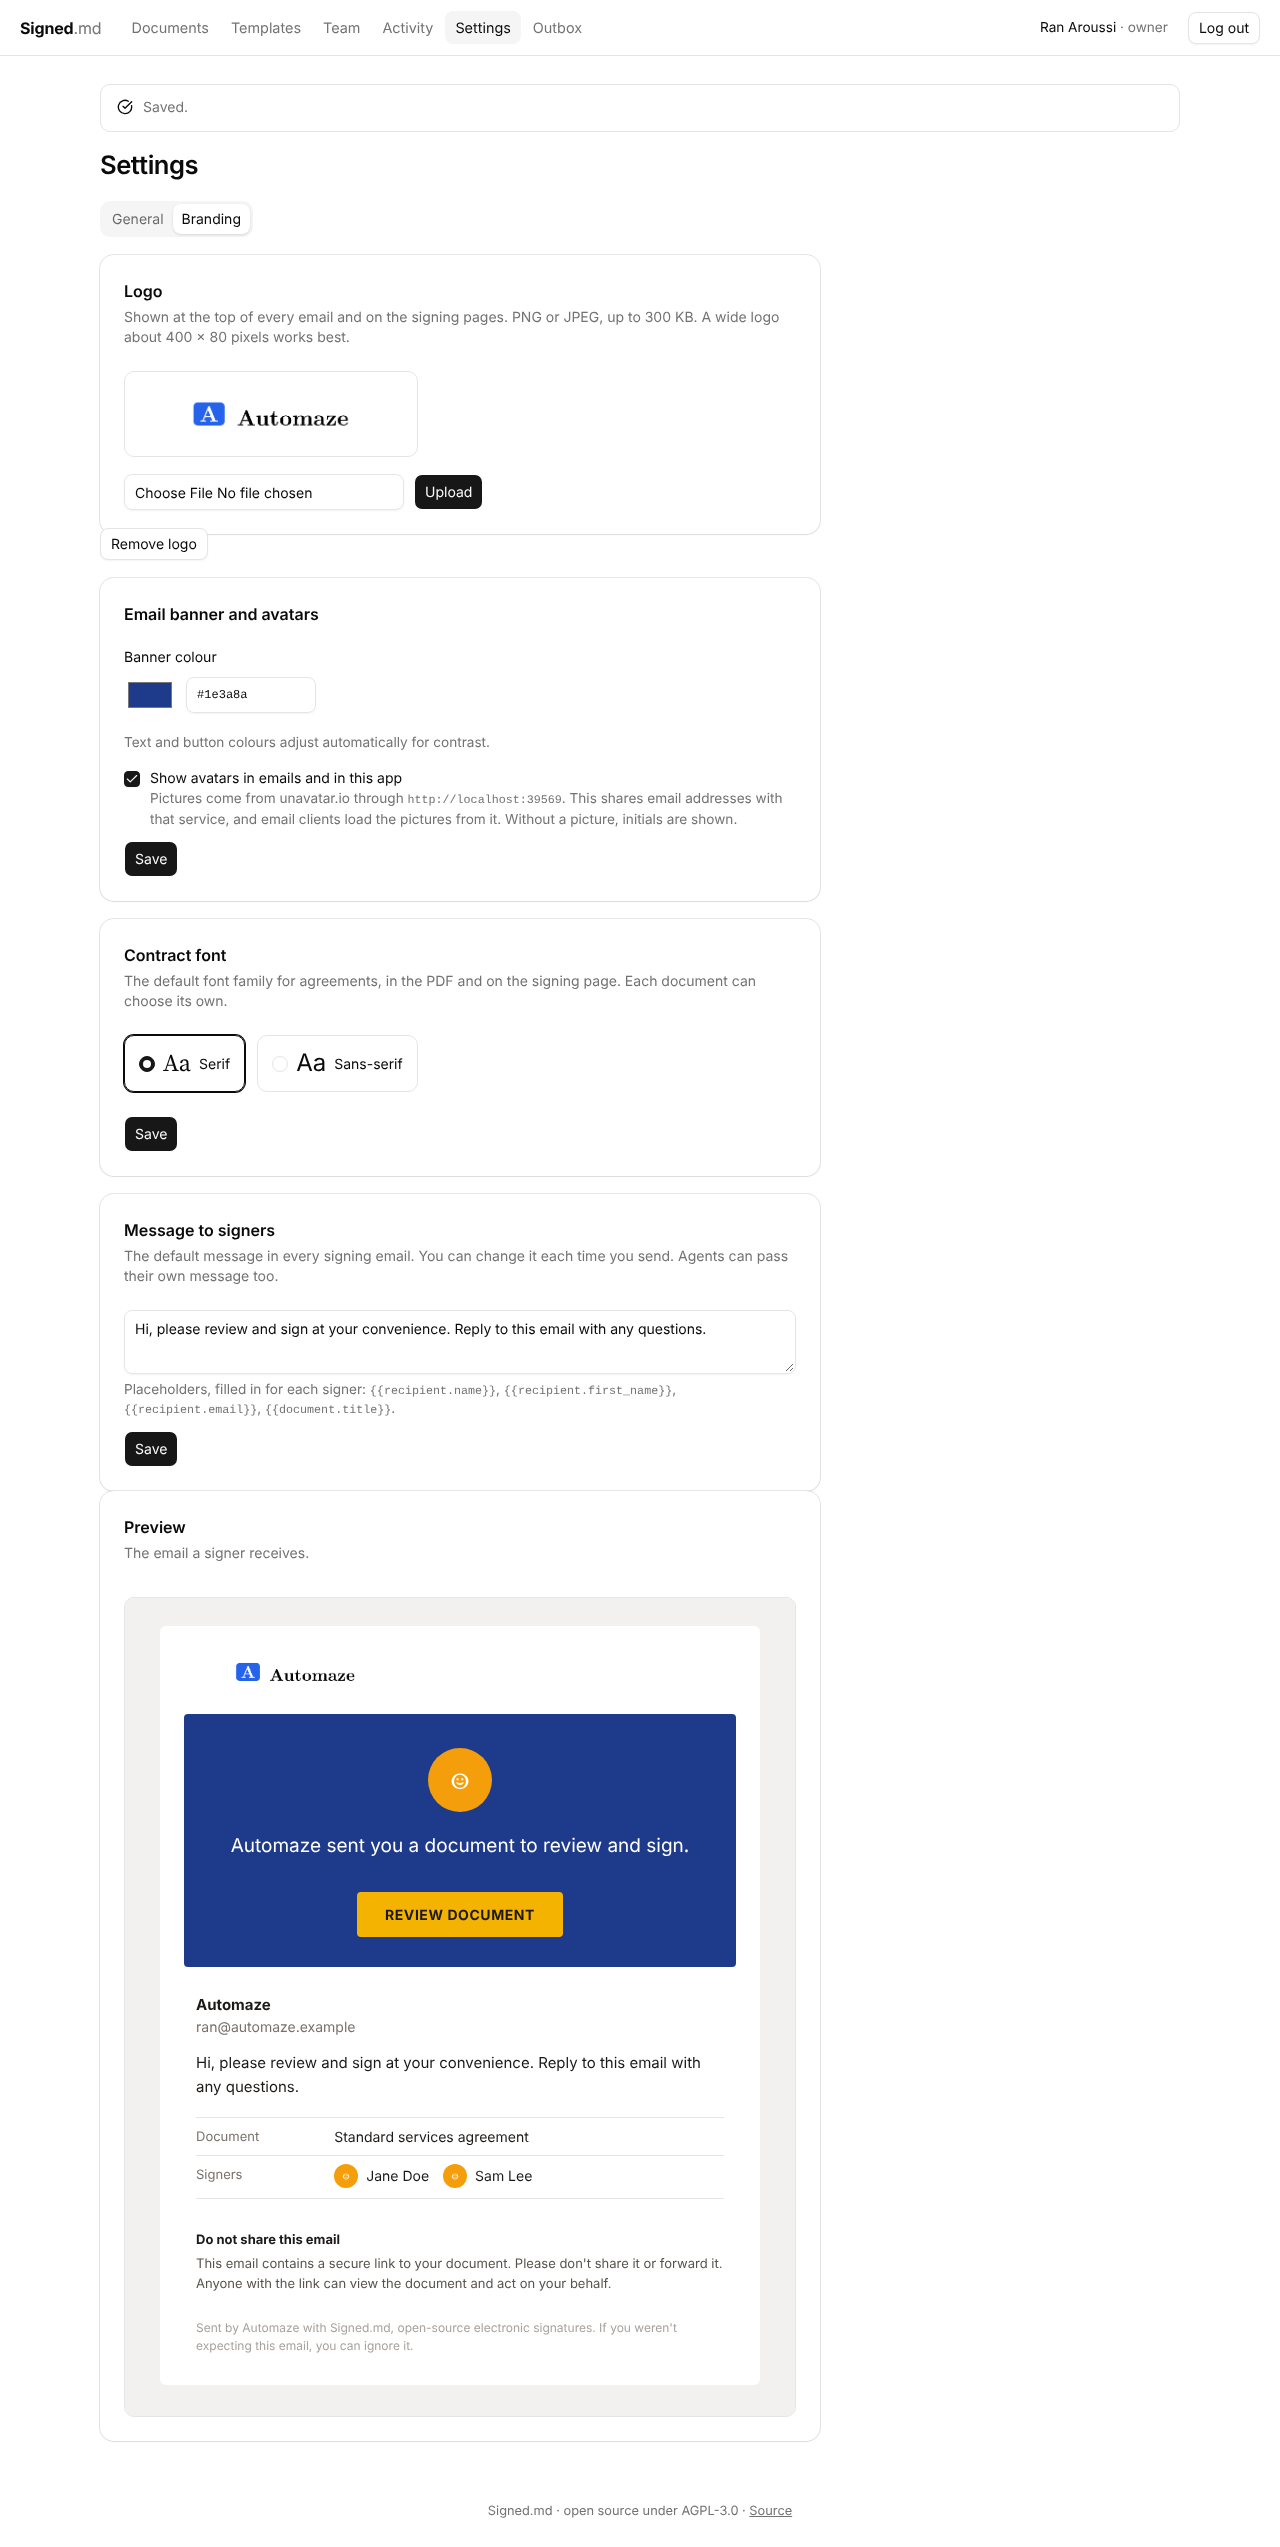 Signed.md Documents Templates Team Activity Settings Outbox Ran Aroussi · owner Log out
Saved.
Settings
General Branding
Logo
Shown at the top of every email and on the signing pages. PNG or JPEG, up to 300 KB. A wide logo
about 400 × 80 pixels works best.
A Automaze
Choose File No file chosen Upload
Remove logo
Email banner and avatars
Banner colour
#1e3a8a
Text and button colours adjust automatically for contrast.
Show avatars in emails and in this app
Pictures come from unavatar.io through http://localhost:39569. This shares email addresses with
that service, and email clients load the pictures from it. Without a picture, initials are shown.
Save
Contract font
The default font family for agreements, in the PDF and on the signing page. Each document can
choose its own.
Aa Serif Aa Sans-serif
Save
Message to signers
The default message in every signing email. You can change it each time you send. Agents can pass
their own message too.
Hi, please review and sign at your convenience. Reply to this email with any questions.
Placeholders, filled in for each signer: {{recipient.name}}, {{recipient.first_name}},
{{recipient.email}}, {{document.title}}.
Save
Preview
The email a signer receives.
A Automaze
Automaze sent you a document to review and sign.
REVIEW DOCUMENT
Automaze
ran@automaze.example
Hi, please review and sign at your convenience. Reply to this email with
any questions.
Document Standard services agreement
Signers Jane Doe Sam Lee
Do not share this email
This email contains a secure link to your document. Please don't share it or forward it.
Anyone with the link can view the document and act on your behalf.
Sent by Automaze with Signed.md, open-source electronic signatures. If you weren't
expecting this email, you can ignore it.
Signed.md · open source under AGPL-3.0 · Source